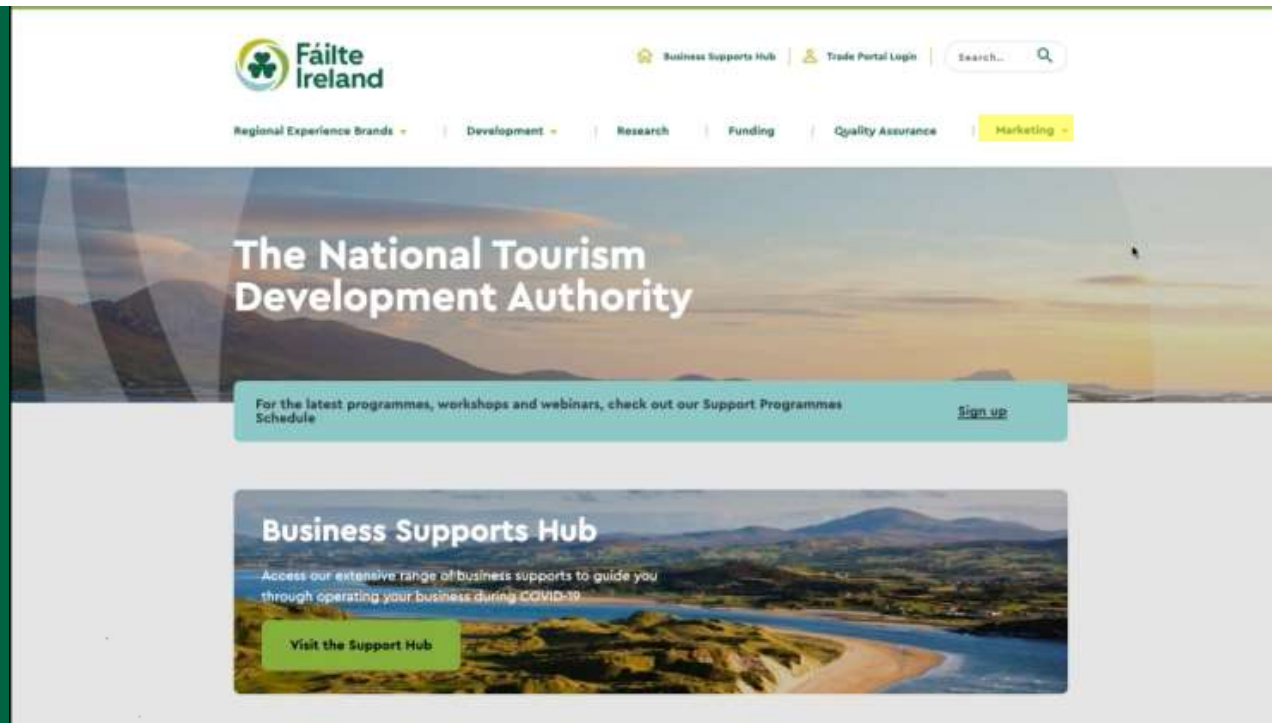 Fáilte
Ireland
Business Supports Hub
Trade Portal Login
Search...
Regional Experience Brands
Development
Research
Funding
Quality Assurance
Marketing
The National Tourism
Development Authority
For the latest programmes, workshops and webinars, check out our Support Programmes
Schedule
Sign up
Business Supports Hub
Access our extensive range of business supports to guide you
through operating your business during COVID-19
Visit the Support Hub